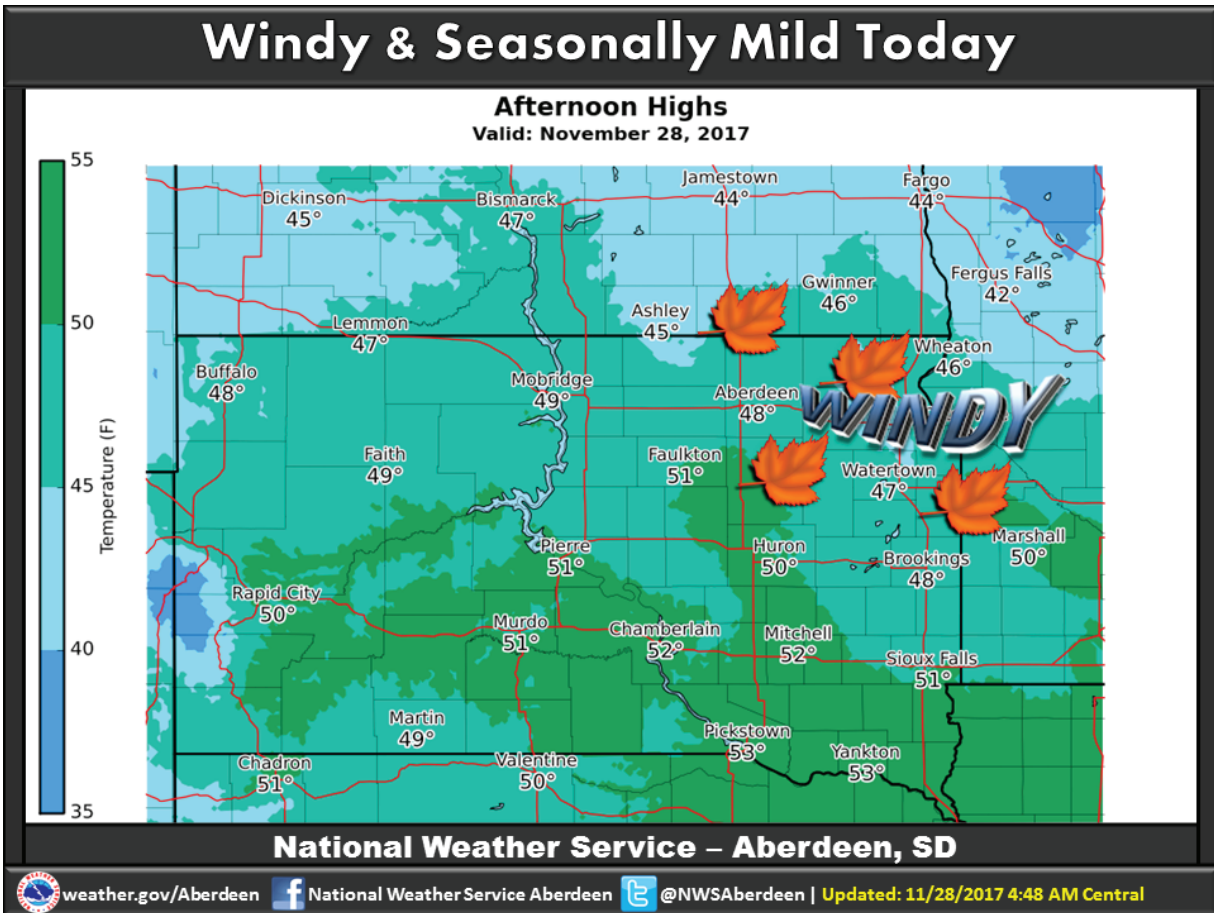 Windy & Seasonally Mild Today
Afternoon Highs
Valid: November 28, 2017
55
50
45
40
35
Temperature (F)
Dickinson
45°
Bismarck
47°
Jamestown
44°
Fargo
44°
Fergus Falls
42°
Gwinner
46°
Ashley
45°
Lemmon
47°
Wheaton
46°
Buffalo
48°
Mobridge
49°
Aberdeen
48°
WINDY
Faith
49°
Faulkton
51°
Watertown
47°
Marshall
50°
Pierre
51°
Huron
50°
Brookings
48°
Rapid City
50°
Murdo
51°
Chamberlain
52°
Mitchell
52°
Sioux Falls
51°
Martin
49°
Pickstown
53°
Yankton
53°
Chadron
51°
Valentine
50°
National Weather Service – Aberdeen, SD
weather.gov/Aberdeen National Weather Service Aberdeen @NWSAberdeen | Updated: 11/28/2017 4:48 AM Central